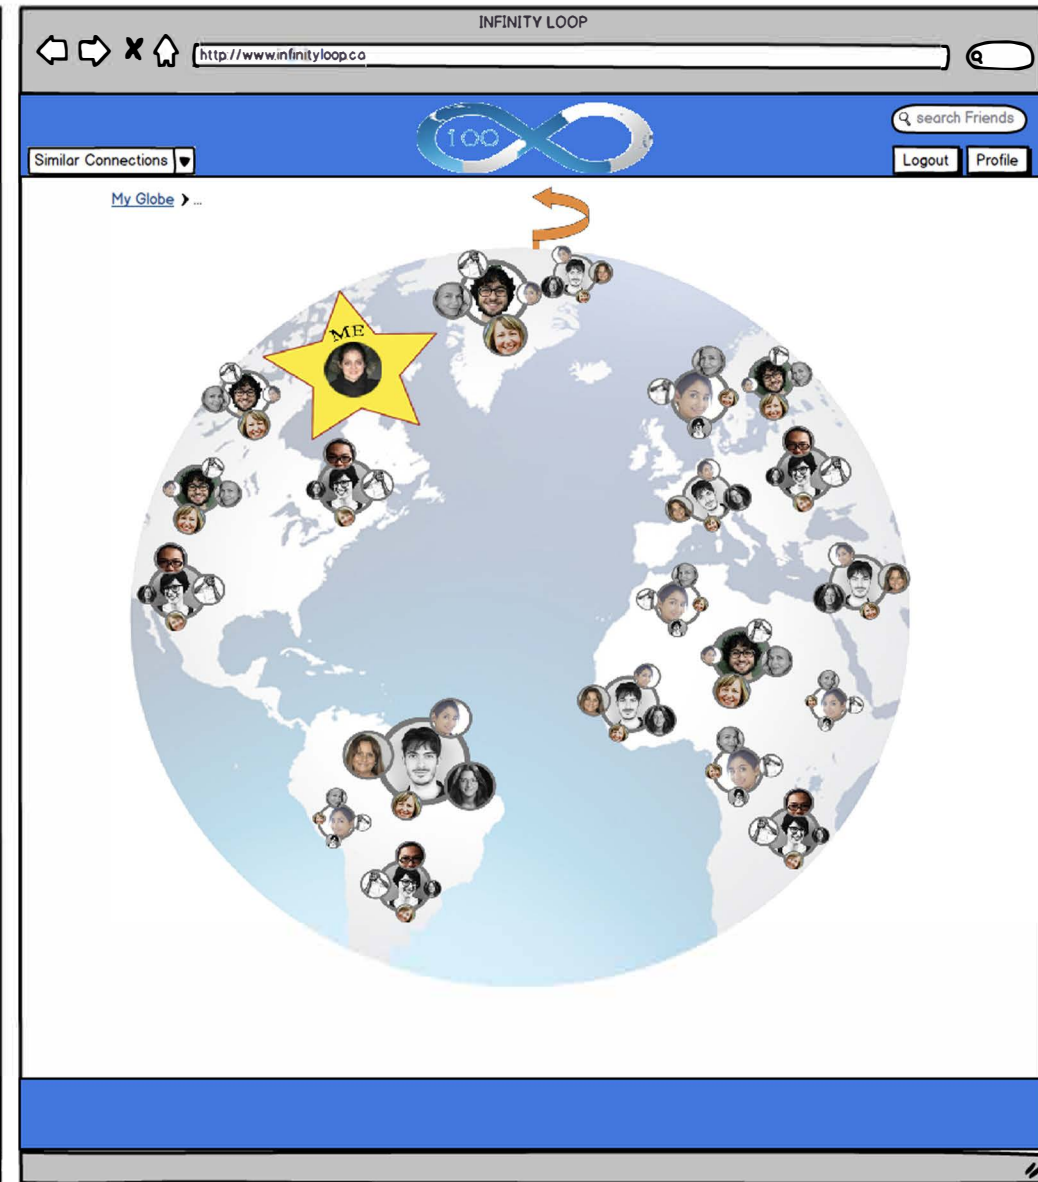 INFINITY LOOP
http://www.infinityloop.ca
search Friends
100
Similar Connections
Logout
Profile
My Globe > ...
ME